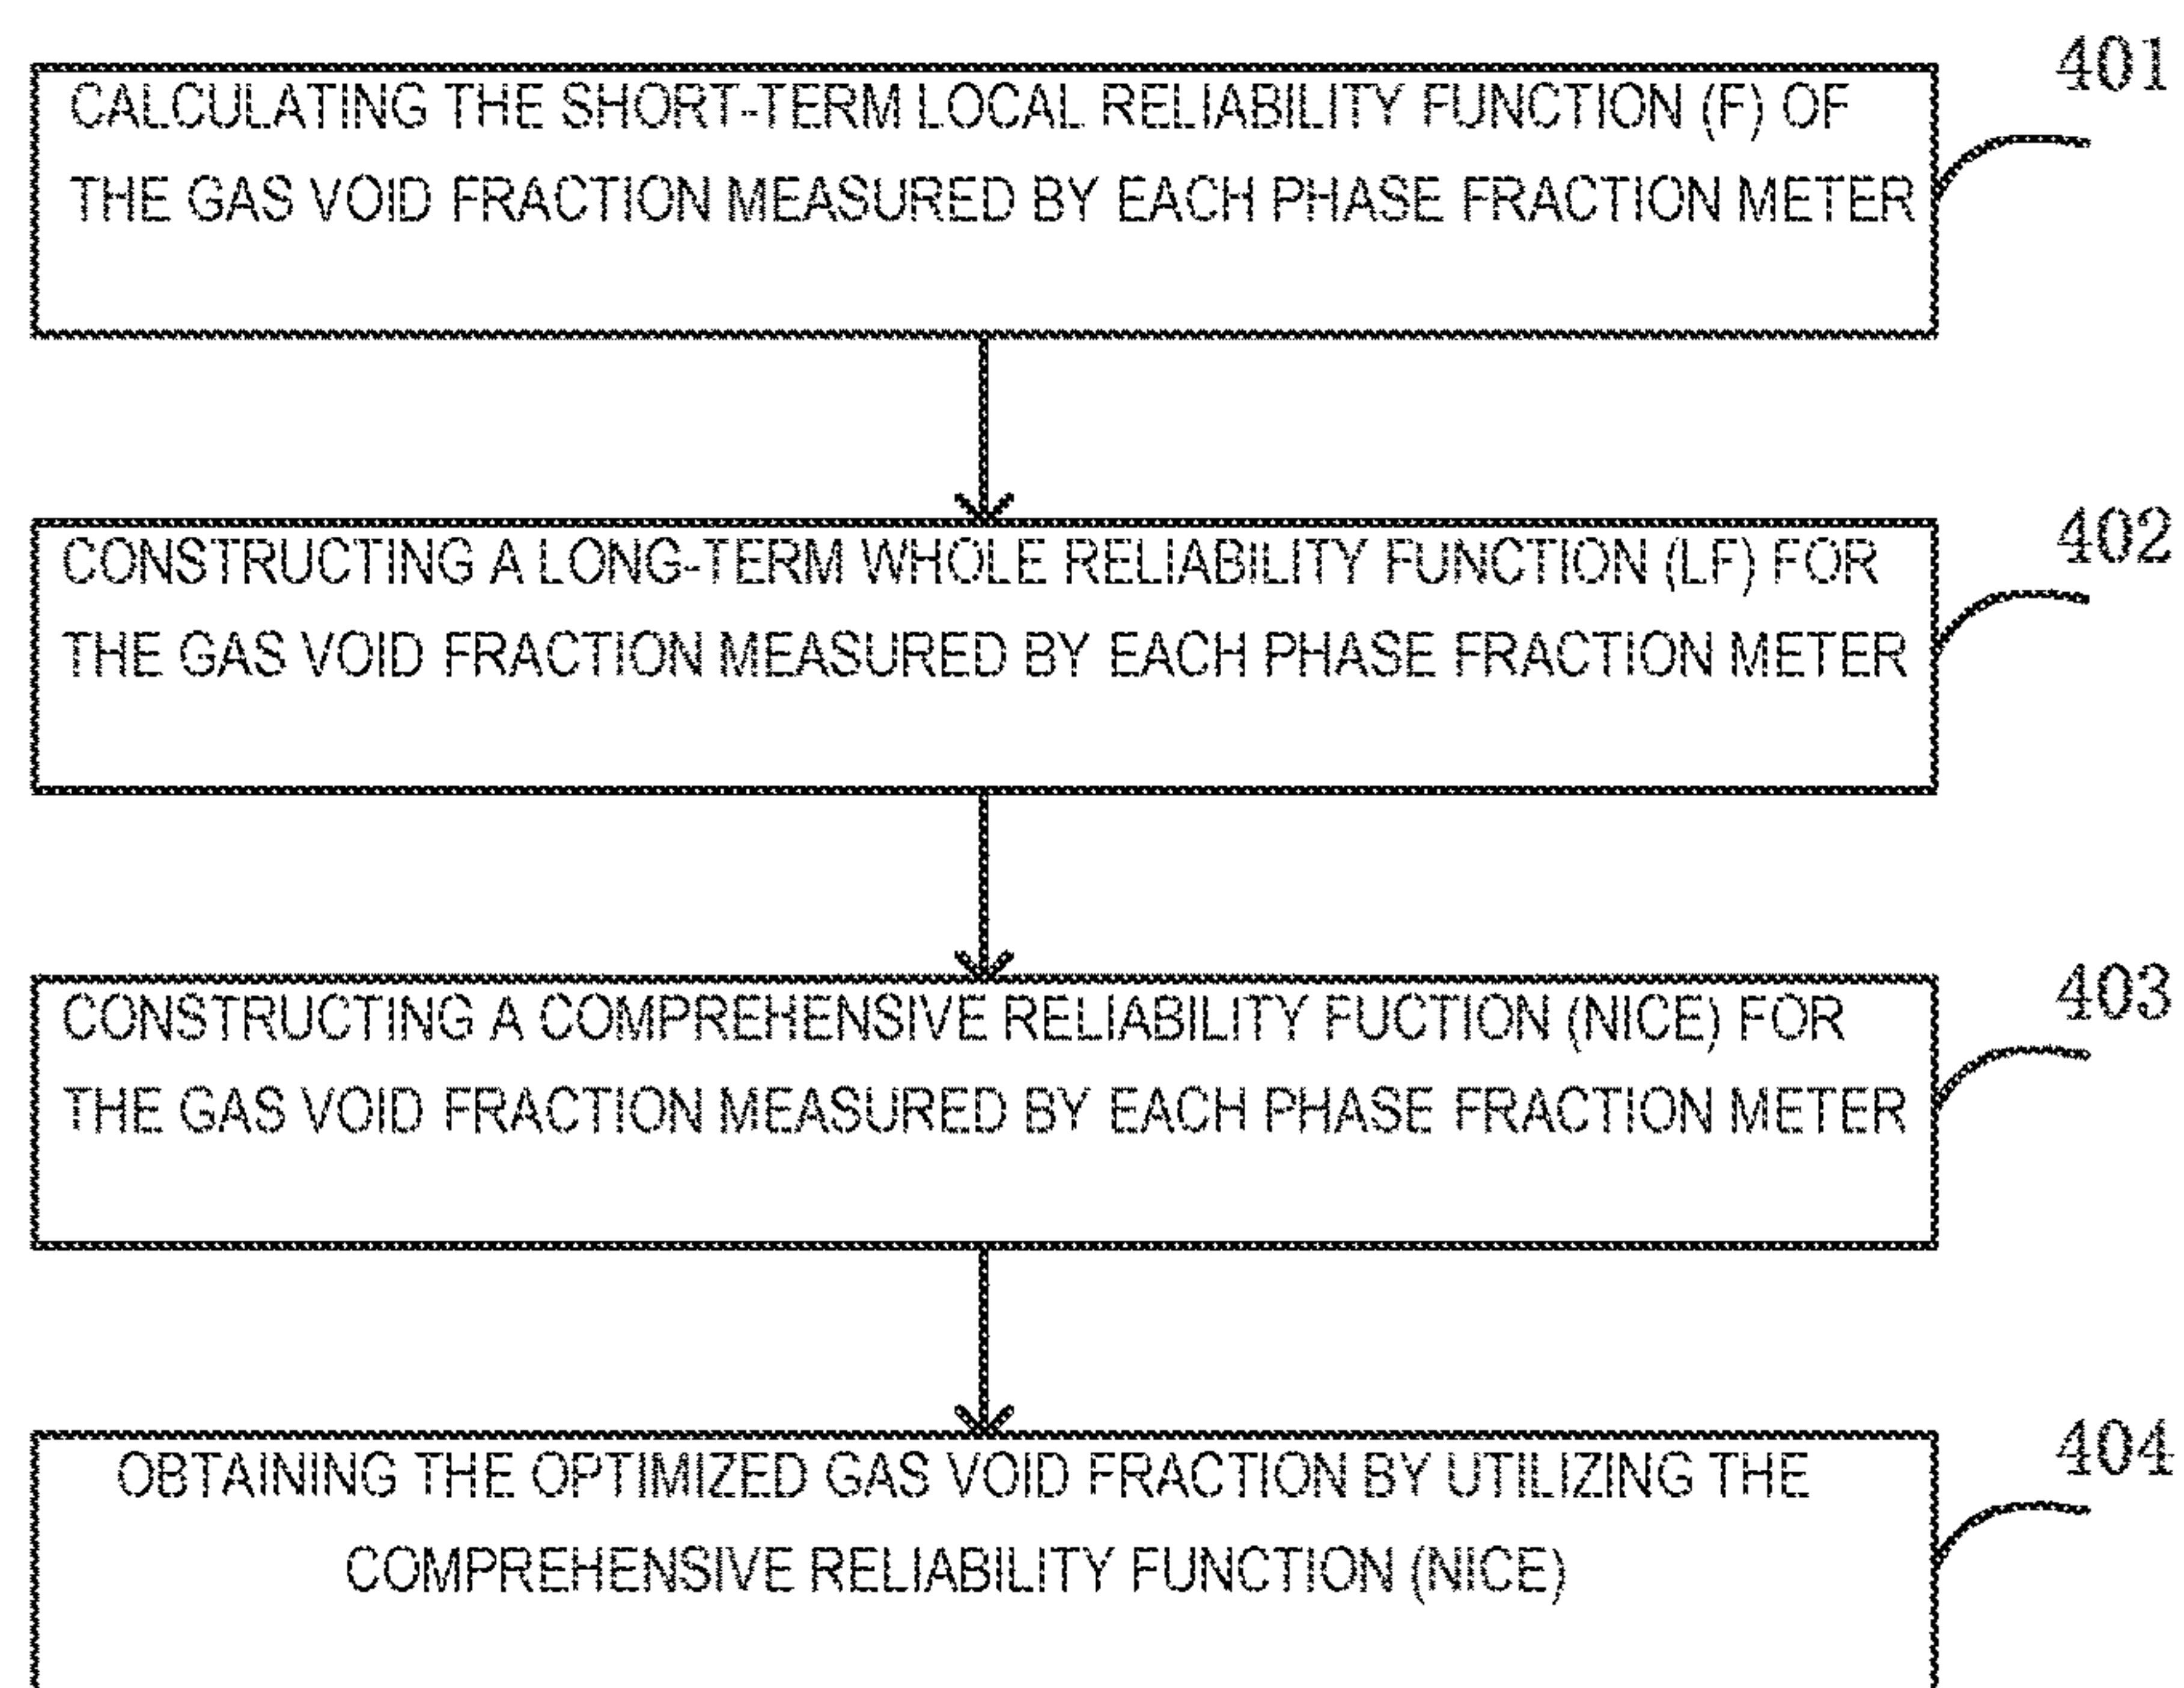 401
CALCULATING THE SHORT-TERM LOCAL RELIABILITY FUNCTION (F) OF
THE GAS VOID FRACTION MEASURED BY EACH PHASE FRACTION METER
402
CONSTRUCTING A LONG-TERM WHOLE RELIABILITY FUNCTION (LF) FOR
THE GAS VOID FRACTION MEASURED BY EACH PHASE FRACTION METER
403
CONSTRUCTING A COMPREHENSIVE RELIABILITY FUCTION (NICE) FOR
THE GAS VOID FRACTION MEASURED BY EACH PHASE FRACTION METER
404
OBTAINING THE OPTIMIZED GAS VOID FRACTION BY UTILIZING THE
COMPREHENSIVE RELIABILITY FUNCTION (NICE)